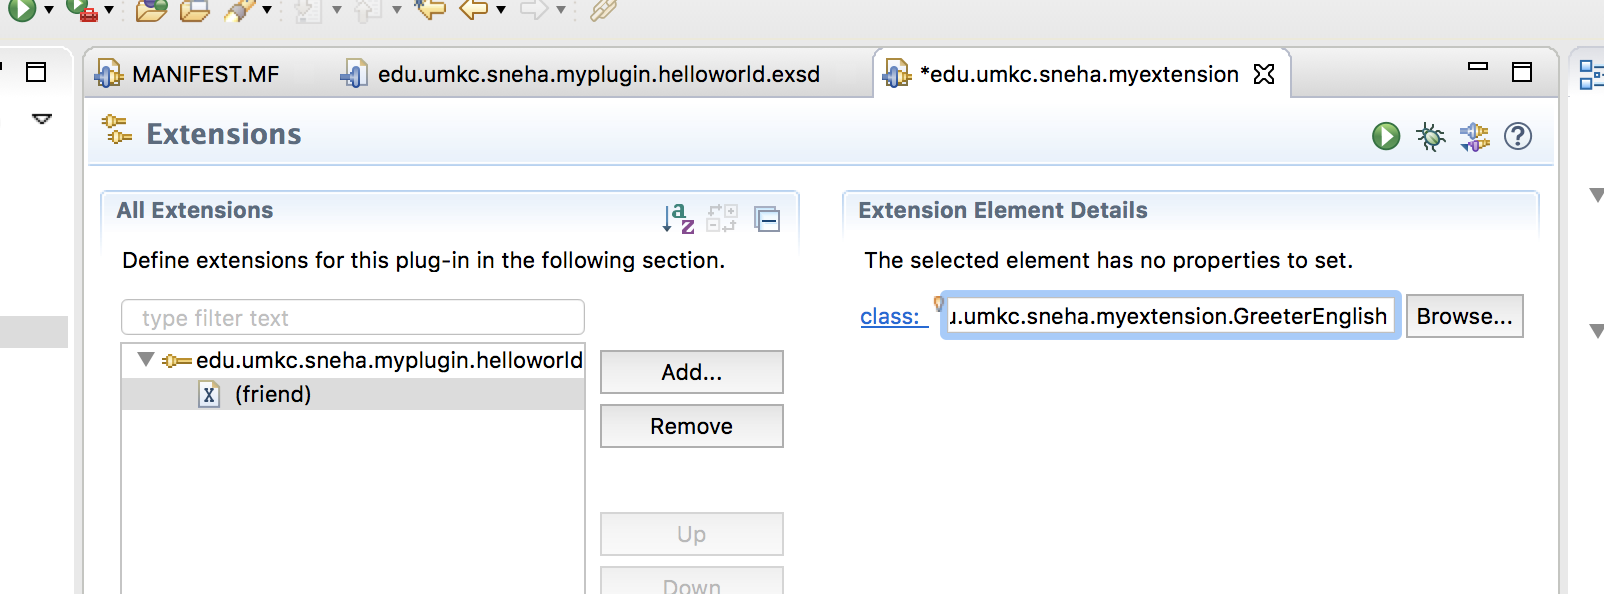 MANIFEST.MF
edu.umkc.sneha.myplugin.helloworld.exsd
*edu.umkc.sneha.myextension
Extensions
All Extensions
Define extensions for this plug-in in the following section.
type filter text
edu.umkc.sneha.myplugin.helloworld
(friend)
Add...
Remove
Up
Down
Extension Element Details
The selected element has no properties to set.
class:
.umkc.sneha.myextension.GreeterEnglish
Browse...